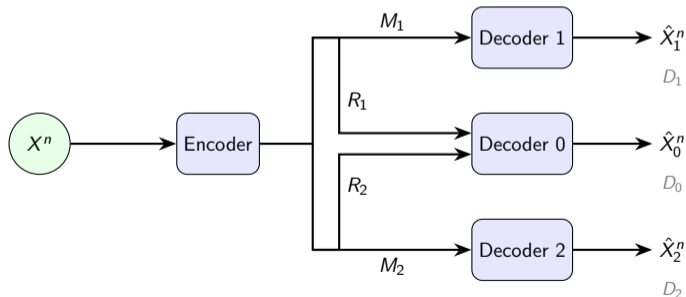 M₁
Decoder 1
X̂₁ⁿ
D₁
R₁
Xⁿ
Encoder
Decoder 0
X̂₀ⁿ
D₀
R₂
Decoder 2
X̂₂ⁿ
M₂
D₂